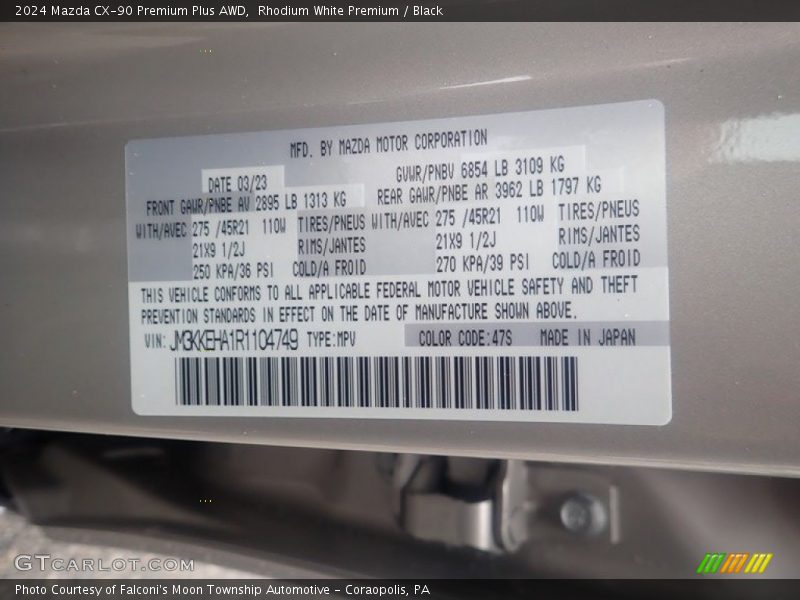 2024 Mazda CX-90 Premium Plus AWD, Rhodium White Premium / Black
MFD. BY MAZDA MOTOR CORPORATION
DATE 03/23 GVWR/PNBV 6854 LB 3109 KG
FRONT GAWR/PNBE AV 2895 LB 1313 KG REAR GAWR/PNBE AR 3962 LB 1797 KG
WITH/AVEC 275 /45R21 110W TIRES/PNEUS WITH/AVEC 275 /45R21 110W TIRES/PNEUS
21X9 1/2J RIMS/JANTES 21X9 1/2J RIMS/JANTES
250 KPA/36 PSI COLD/A FROID 270 KPA/39 PSI COLD/A FROID
THIS VEHICLE CONFORMS TO ALL APPLICABLE FEDERAL MOTOR VEHICLE SAFETY AND THEFT
PREVENTION STANDARDS IN EFFECT ON THE DATE OF MANUFACTURE SHOWN ABOVE.
VIN: JM3KKEHA1R1104749 TYPE:MPV COLOR CODE:47S MADE IN JAPAN
GTCARLOT.COM
Photo Courtesy of Falconi's Moon Township Automotive - Coraopolis, PA